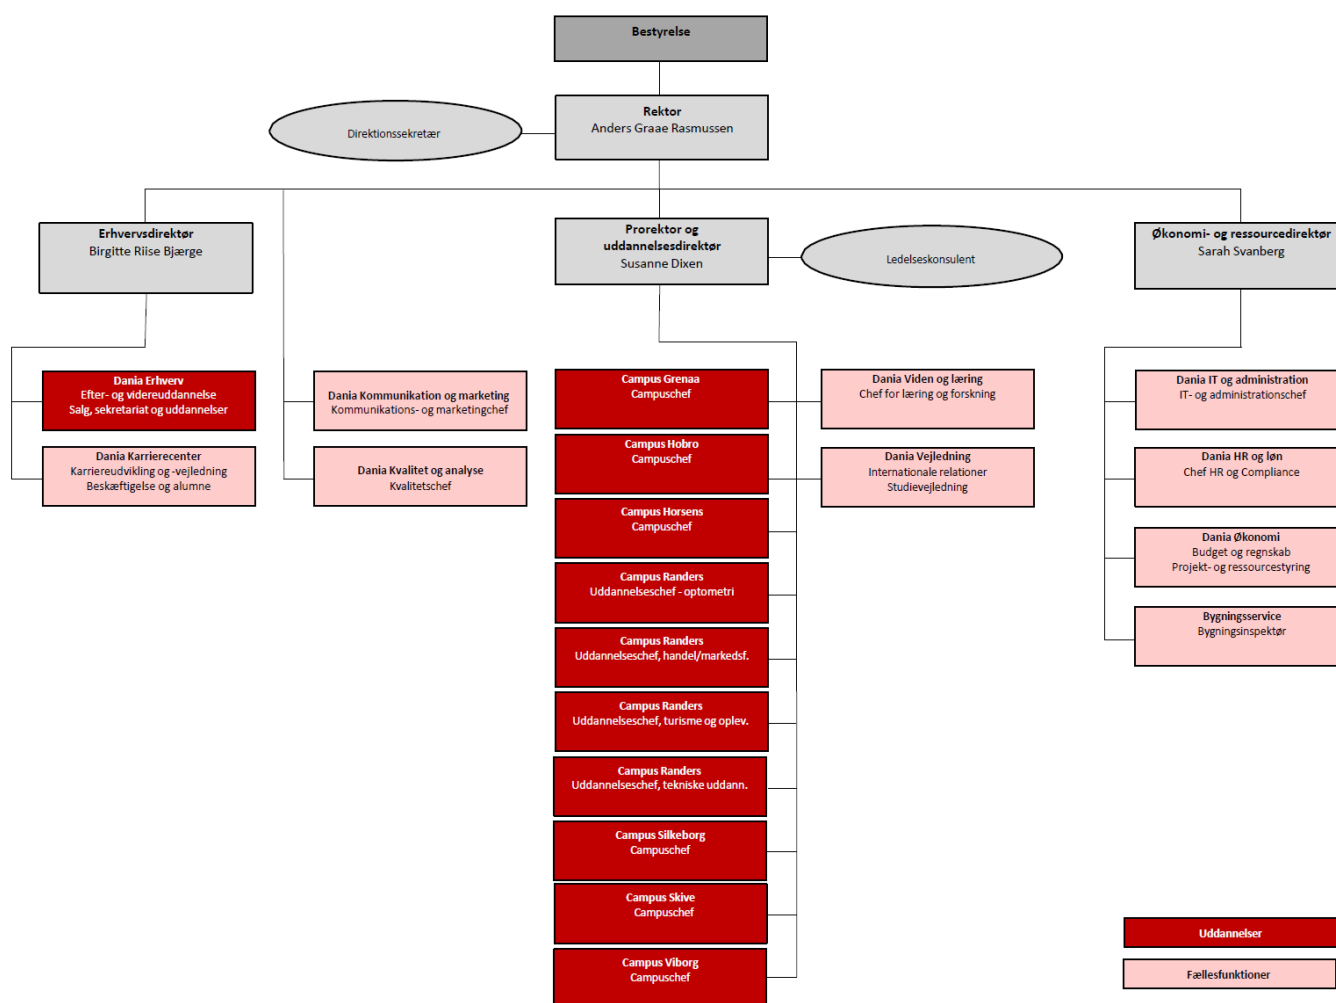 Bestyrelse
Rektor
Anders Graae Rasmussen
Direktionssekretær
Erhvervsdirektør
Birgitte Riise Bjærge
Prorektor og
uddannelsesdirektør
Susanne Dixen
Ledelseskonsulent
Økonomi- og ressourcedirektør
Sarah Svanberg
Dania Erhverv
Efter- og videreuddannelse
Salg, sekretariat og uddannelser
Dania Karrierecenter
Karriereudvikling og -vejledning
Beskæftigelse og alumne
Dania Kommunikation og marketing
Kommunikations- og marketingchef
Dania Kvalitet og analyse
Kvalitetschef
Campus Grenaa
Campuschef
Campus Hobro
Campuschef
Campus Horsens
Campuschef
Campus Randers
Uddannelseschef - optometri
Campus Randers
Uddannelseschef, handel/markedsf.
Campus Randers
Uddannelseschef, turisme og oplev.
Campus Randers
Uddannelseschef, tekniske uddann.
Campus Silkeborg
Campuschef
Campus Skive
Campuschef
Campus Viborg
Campuschef
Dania Viden og læring
Chef for læring og forskning
Dania Vejledning
Internationale relationer
Studievejledning
Dania IT og administration
IT- og administrationschef
Dania HR og løn
Chef HR og Compliance
Dania Økonomi
Budget og regnskab
Projekt- og ressourcestyring
Bygningsservice
Bygningsinspektør
Uddannelser
Fællesfunktioner